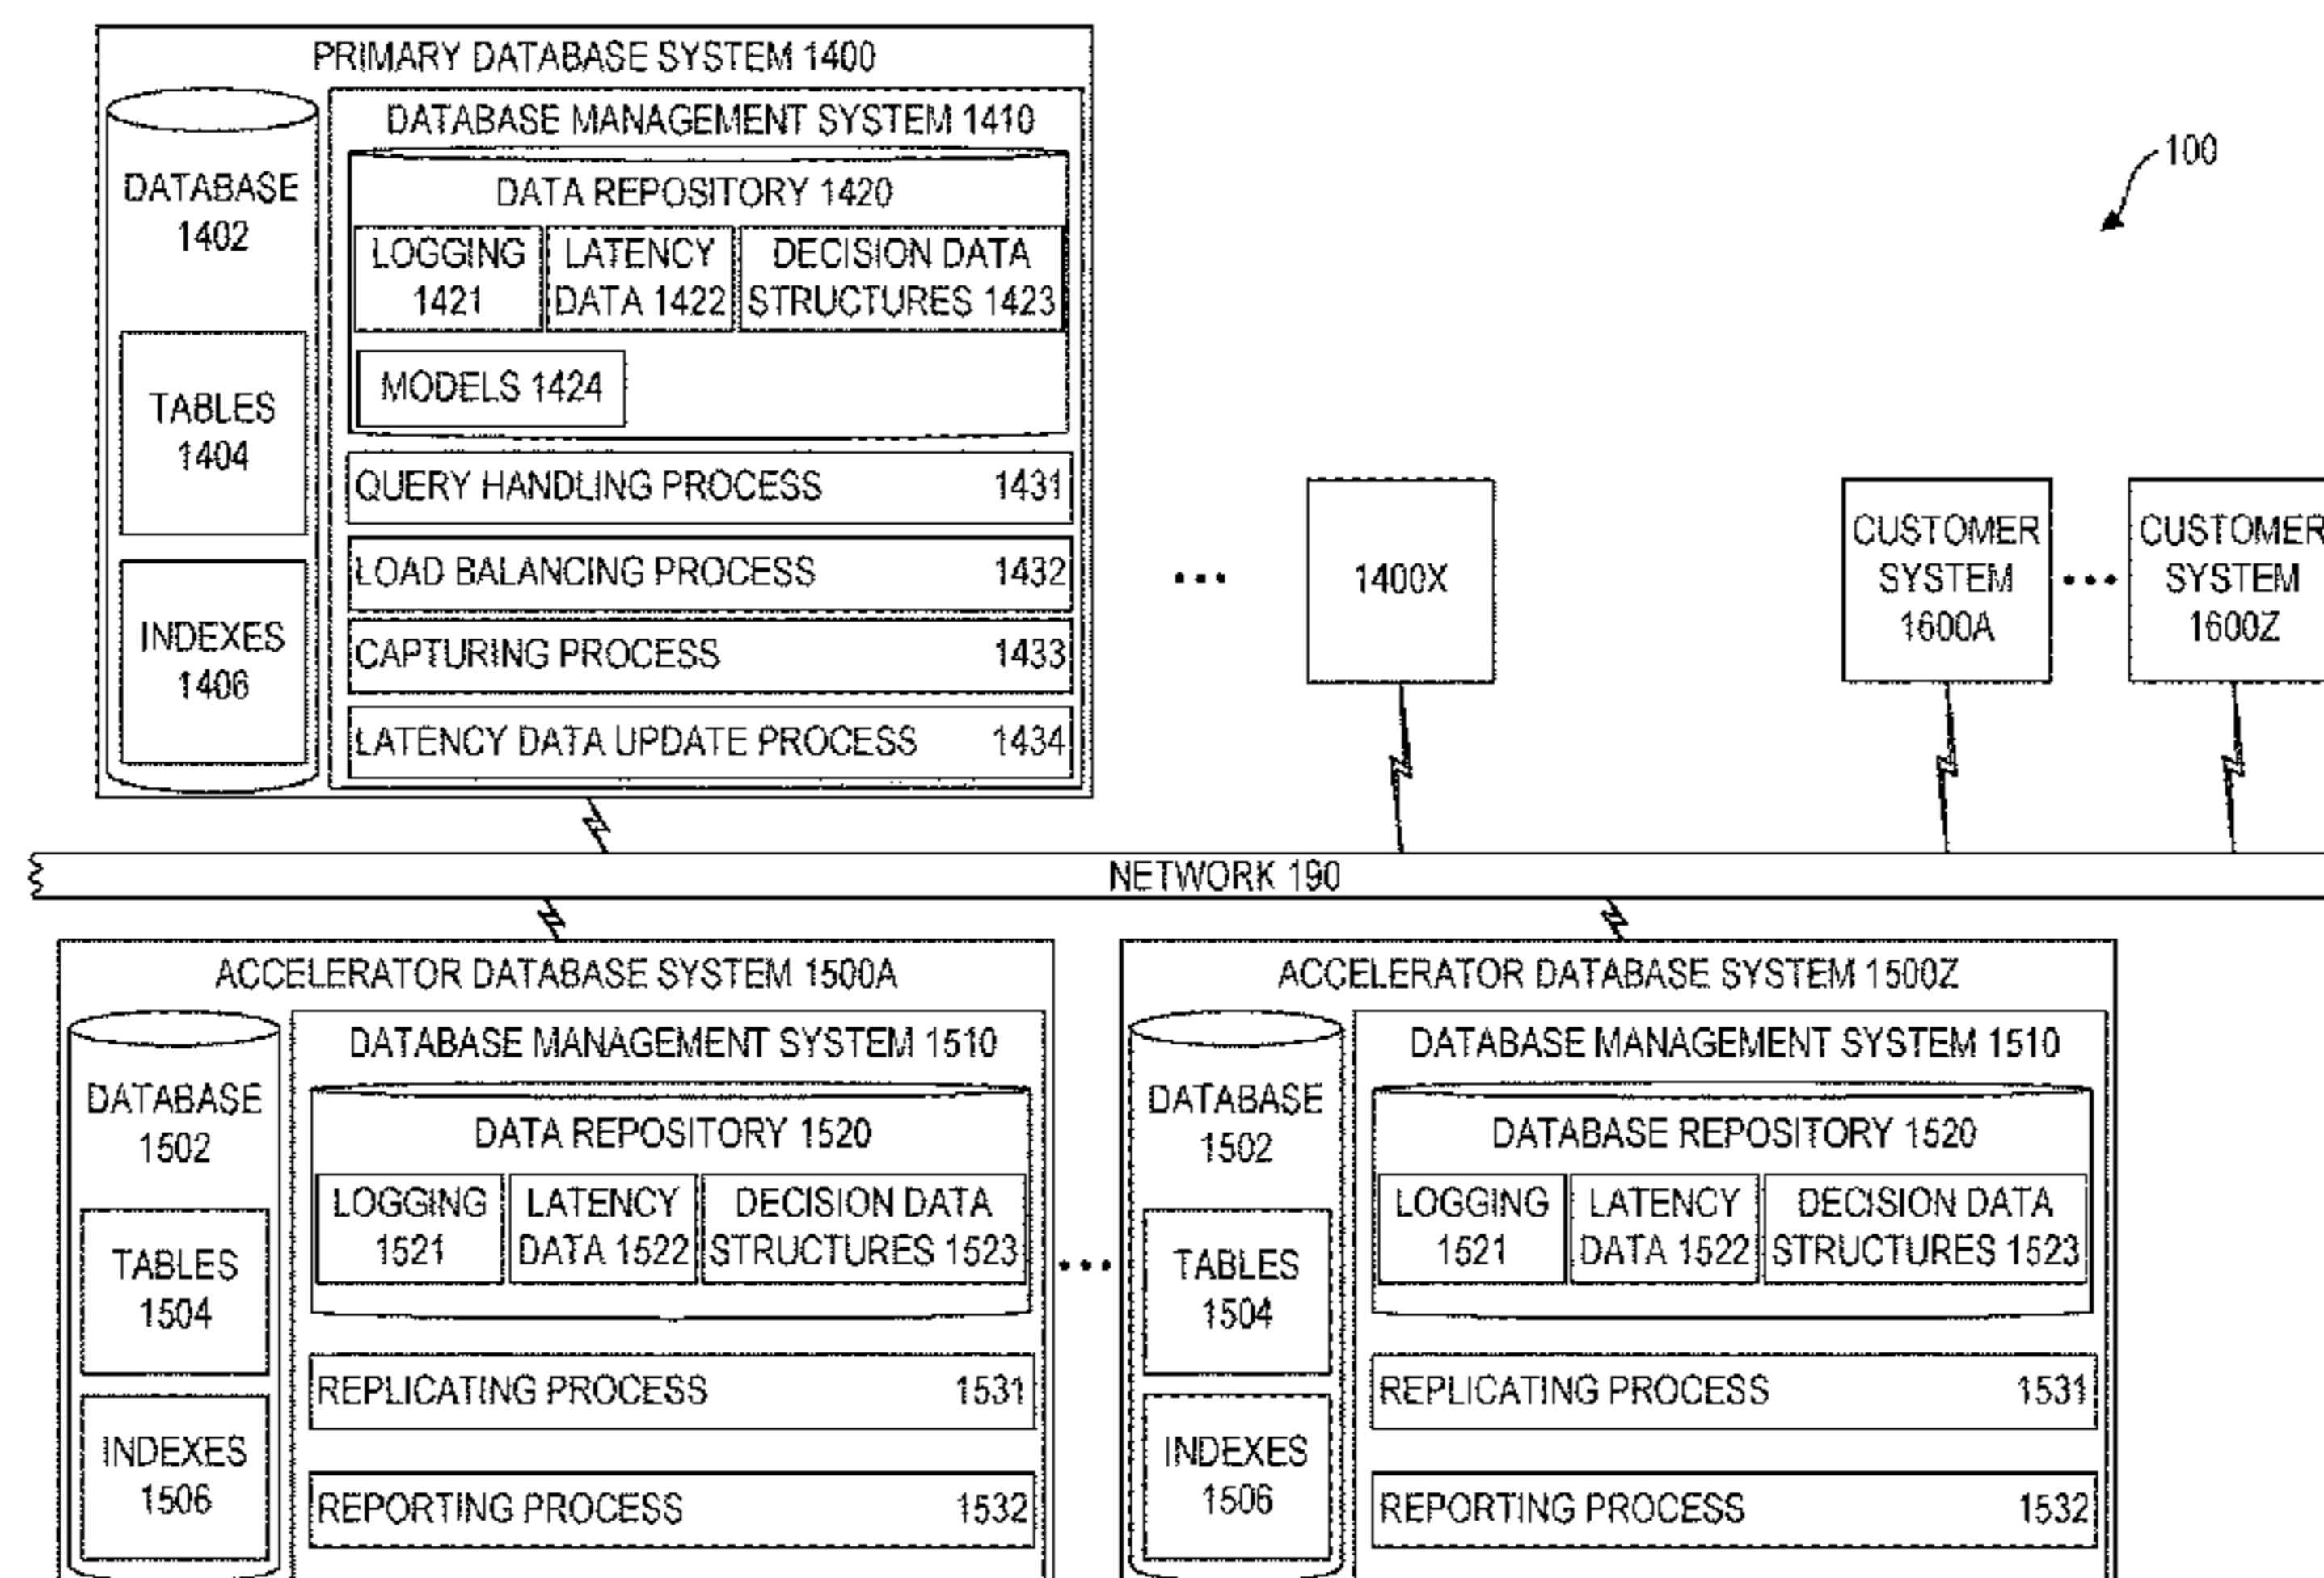 PRIMARY DATABASE SYSTEM 1400
DATABASE
1402
TABLES
1404
INDEXES
1406
DATABASE MANAGEMENT SYSTEM 1410
DATA REPOSITORY 1420
LOGGING
1421
LATENCY
DATA 1422
DECISION DATA
STRUCTURES 1423
MODELS 1424
QUERY HANDLING PROCESS 1431
LOAD BALANCING PROCESS 1432
CAPTURING PROCESS 1433
LATENCY DATA UPDATE PROCESS 1434
100
1400X
CUSTOMER
SYSTEM
1600A
CUSTOMER
SYSTEM
1600Z
NETWORK 190
ACCELERATOR DATABASE SYSTEM 1500A
DATABASE
1502
TABLES
1504
INDEXES
1506
DATABASE MANAGEMENT SYSTEM 1510
DATA REPOSITORY 1520
LOGGING
1521
LATENCY
DATA 1522
DECISION DATA
STRUCTURES 1523
REPLICATING PROCESS 1531
REPORTING PROCESS 1532
ACCELERATOR DATABASE SYSTEM 1500Z
DATABASE
1502
TABLES
1504
INDEXES
1506
DATABASE MANAGEMENT SYSTEM 1510
DATABASE REPOSITORY 1520
LOGGING
1521
LATENCY
DATA 1522
DECISION DATA
STRUCTURES 1523
REPLICATING PROCESS 1531
REPORTING PROCESS 1532